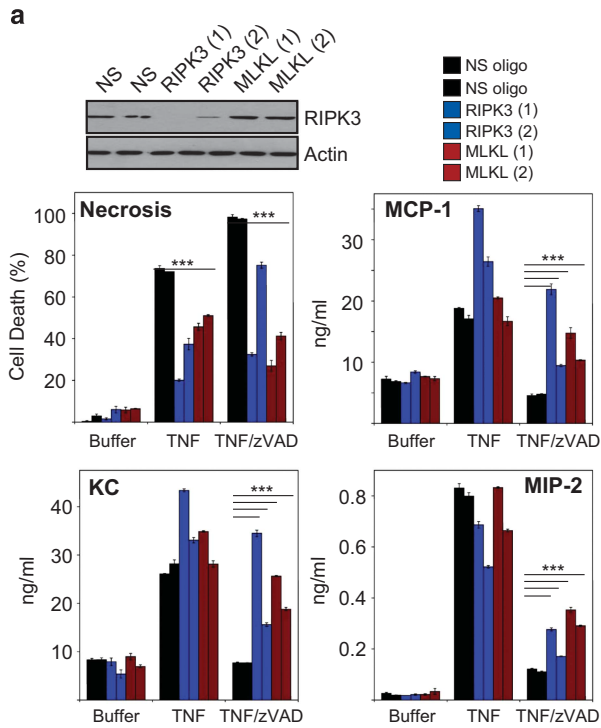 a
NS
NS
RIPK3 (1)
RIPK3 (2)
MLKL (1)
MLKL (2)
RIPK3
Actin
NS oligo
NS oligo
RIPK3 (1)
RIPK3 (2)
MLKL (1)
MLKL (2)
Necrosis
***
***
Cell Death (%)
100
80
60
40
20
Buffer
TNF
TNF/zVAD
MCP-1
***
ng/ml
30
20
10
Buffer
TNF
TNF/zVAD
KC
***
ng/ml
40
30
20
10
Buffer
TNF
TNF/zVAD
MIP-2
***
ng/ml
0.8
0.6
0.4
0.2
Buffer
TNF
TNF/zVAD